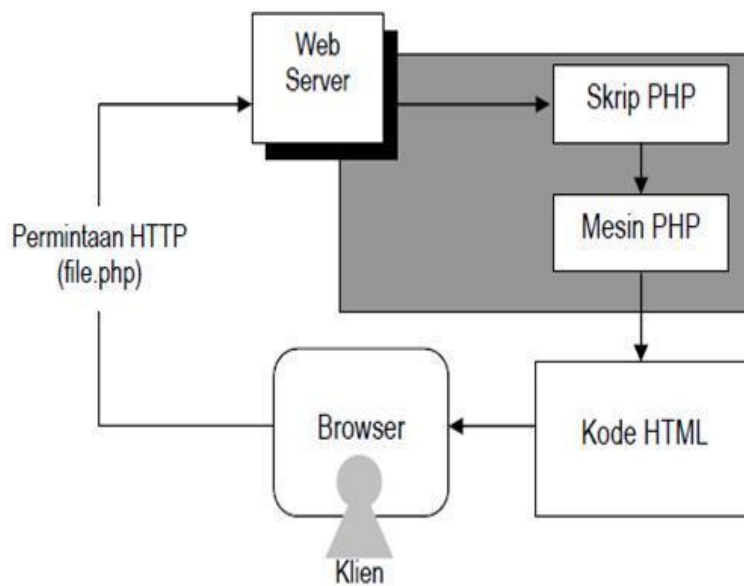 Web
Server
Skrip PHP
Mesin PHP
Permintaan HTTP
(file.php)
Browser
Kode HTML
Klien